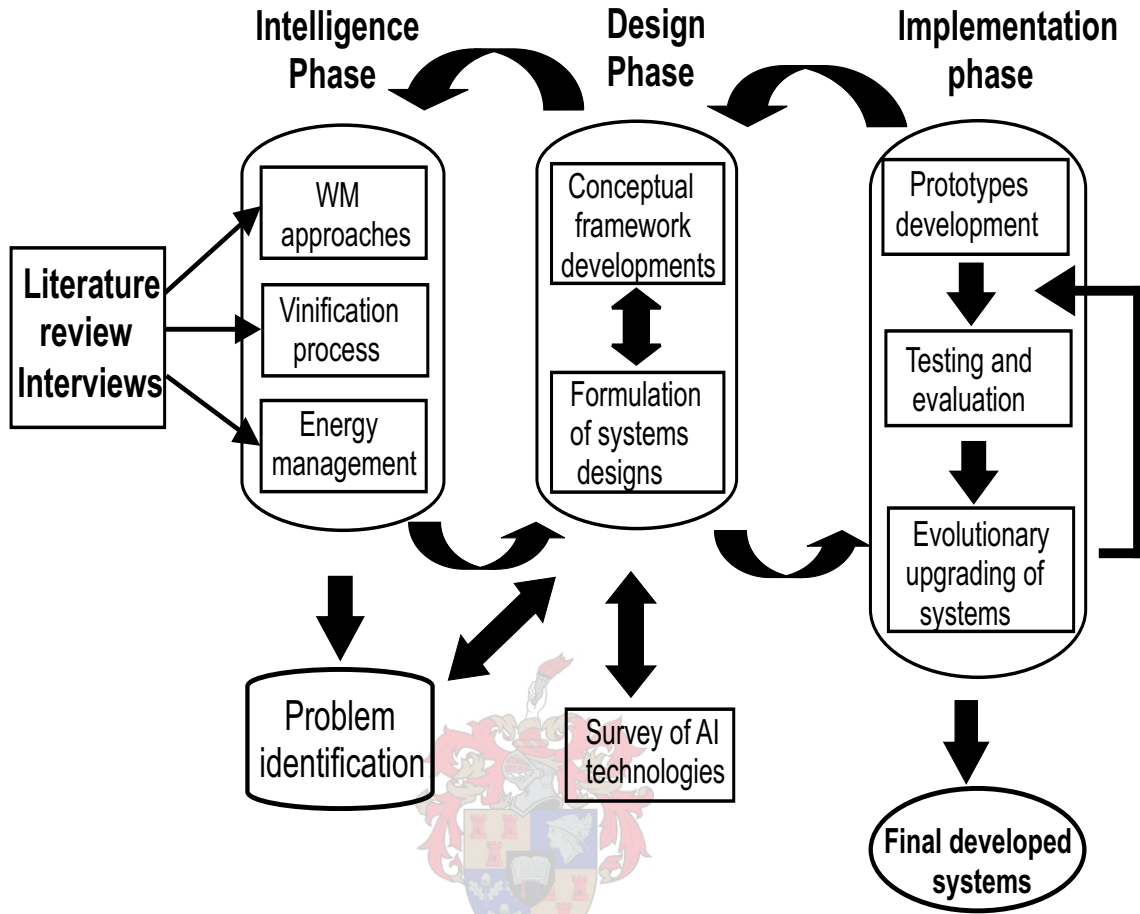 Intelligence
Phase
Design
Phase
Implementation
phase
Literature
review
Interviews
WM
approaches
Vinification
process
Energy
management
Conceptual
framework
developments
Formulation
of systems
designs
Prototypes
development
Testing and
evaluation
Evolutionary
upgrading of
systems
Problem
identification
Survey of AI
technologies
Final developed
systems